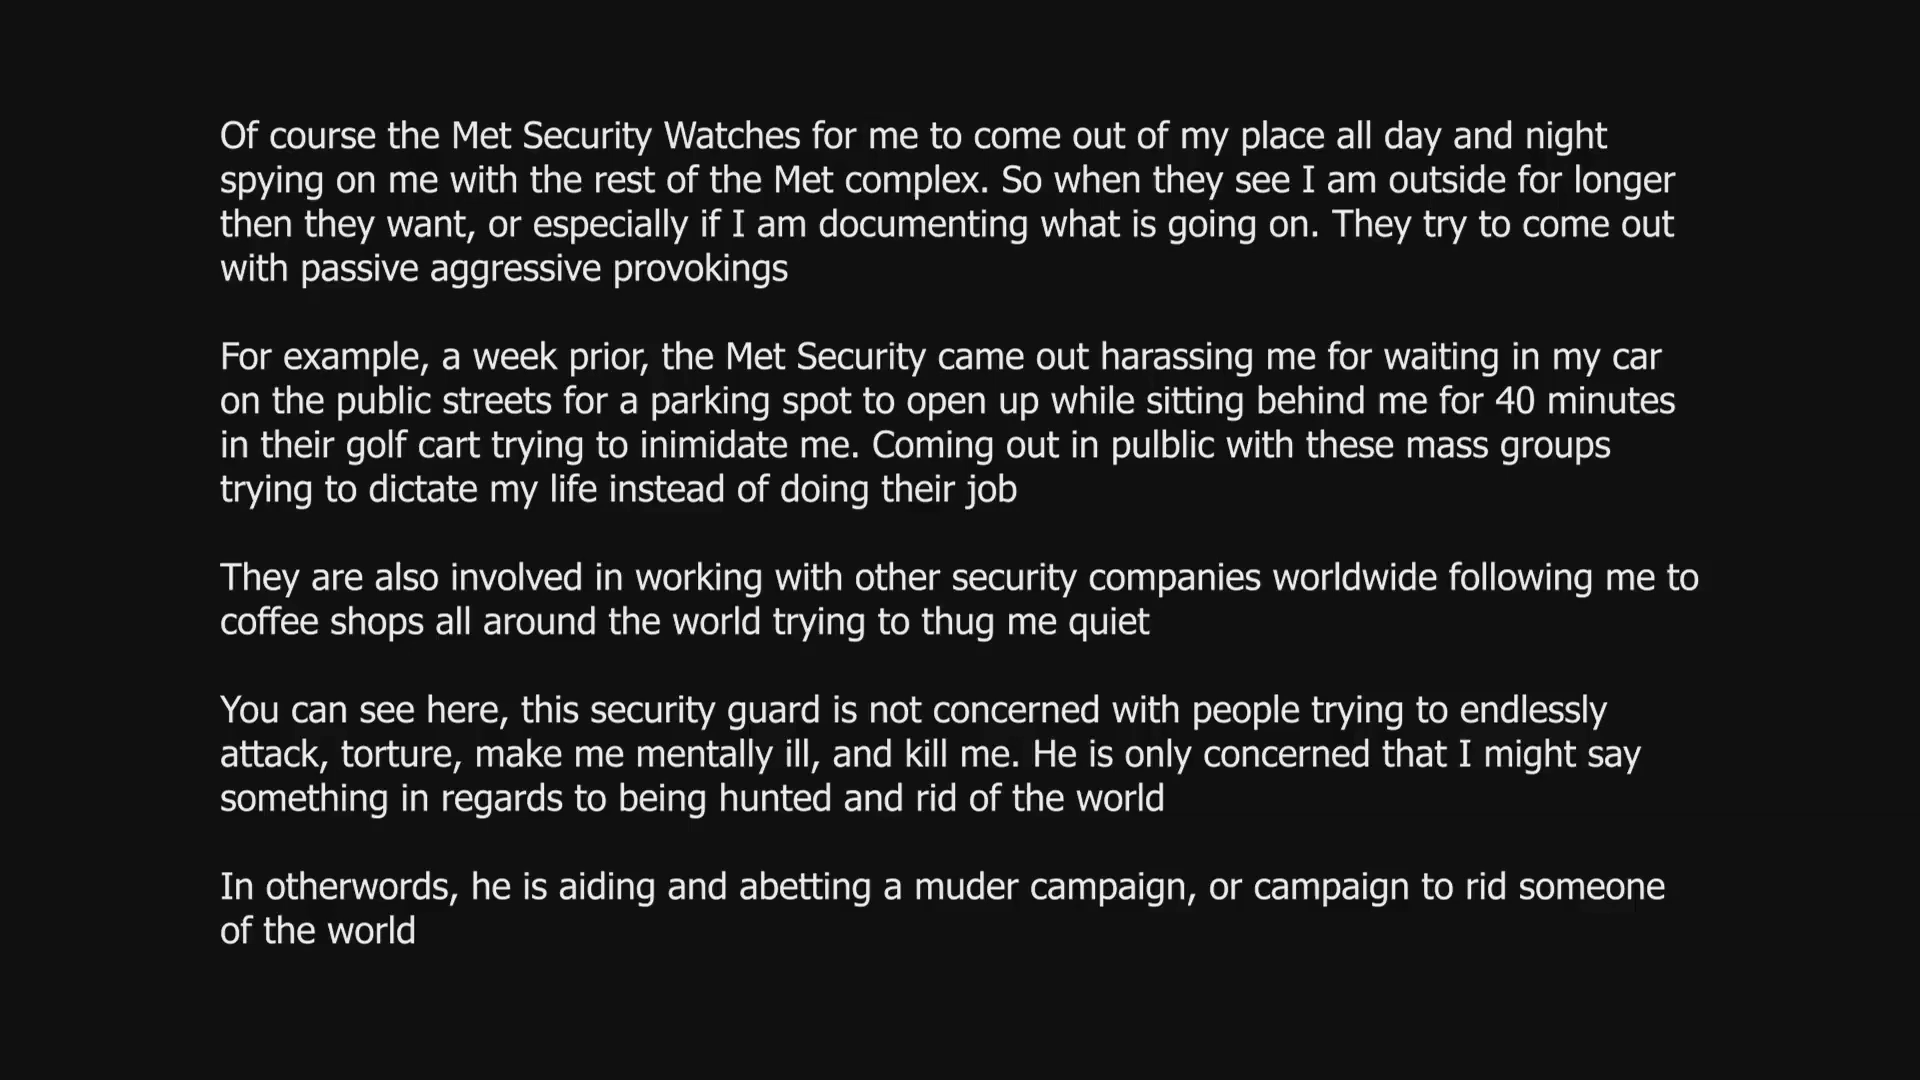 Of course the Met Security Watches for me to come out of my place all day and night
spying on me with the rest of the Met complex. So when they see I am outside for longer
then they want, or especially if I am documenting what is going on. They try to come out
with passive aggressive provokings
For example, a week prior, the Met Security came out harassing me for waiting in my car
on the public streets for a parking spot to open up while sitting behind me for 40 minutes
in their golf cart trying to inimidate me. Coming out in pulblic with these mass groups
trying to dictate my life instead of doing their job
They are also involved in working with other security companies worldwide following me to
coffee shops all around the world trying to thug me quiet
You can see here, this security guard is not concerned with people trying to endlessly
attack, torture, make me mentally ill, and kill me. He is only concerned that I might say
something in regards to being hunted and rid of the world
In otherwords, he is aiding and abetting a muder campaign, or campaign to rid someone
of the world